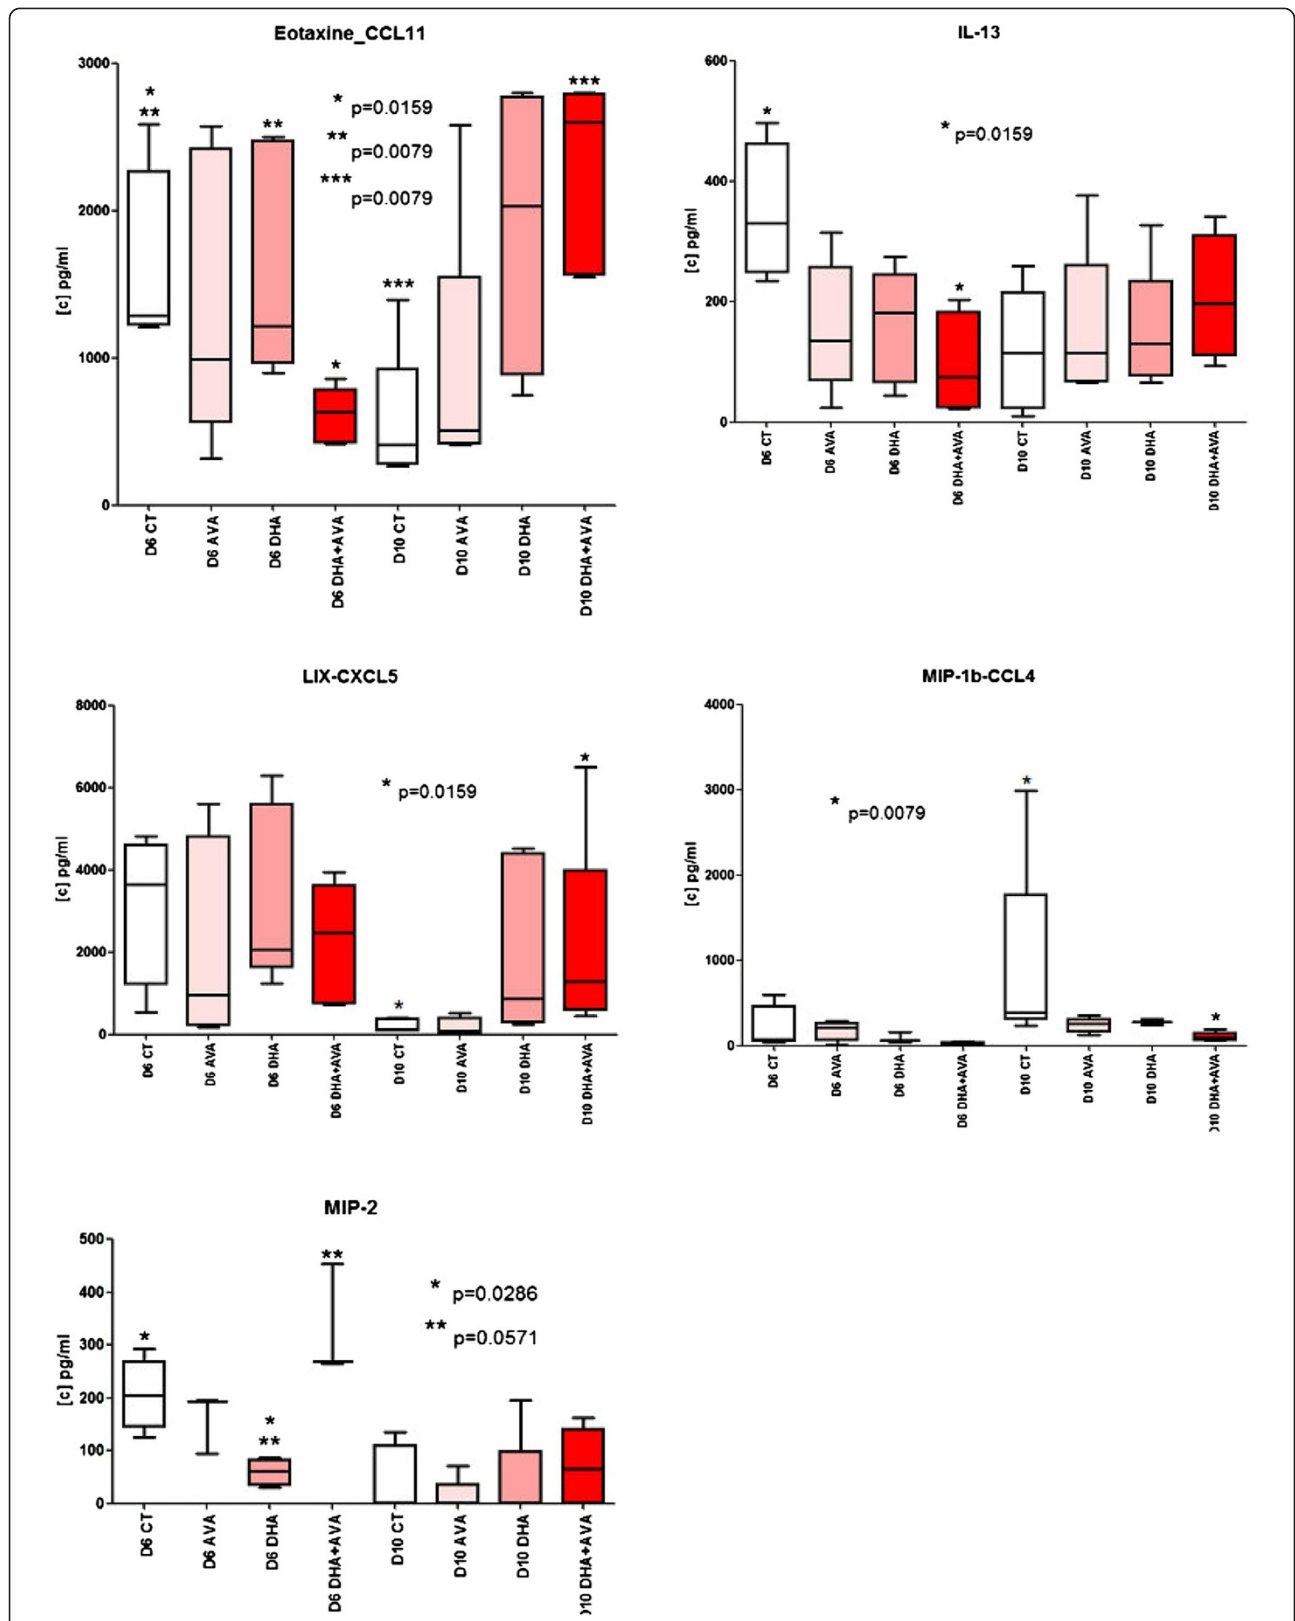 Eotaxine_CCL11
3000
2000
1000
0
[c] pg/ml
*
**
**
*
***
***
* p=0.0159
** p=0.0079
*** p=0.0079
D6 CT
D6 AVA
D6 DHA
D6 DHA+AVA
D10 CT
D10 AVA
D10 DHA
D10 DHA+AVA
IL-13
600
400
200
0
[c] pg/ml
*
*
* p=0.0159
D6 CT
D6 AVA
D6 DHA
D6 DHA+AVA
D10 CT
D10 AVA
D10 DHA
D10 DHA+AVA
LIX-CXCL5
8000
6000
4000
2000
0
[c] pg/ml
*
*
* p=0.0159
D6 CT
D6 AVA
D6 DHA
D6 DHA+AVA
D10 CT
D10 AVA
D10 DHA
D10 DHA+AVA
MIP-1b-CCL4
4000
3000
2000
1000
0
[c] pg/ml
*
*
* p=0.0079
D6 CT
D6 AVA
D6 DHA
D6 DHA+AVA
D10 CT
D10 AVA
D10 DHA
D10 DHA+AVA
MIP-2
500
400
300
200
100
0
[c] pg/ml
*
*
**
**
* p=0.0286
** p=0.0571
D6 CT
D6 AVA
D6 DHA
D6 DHA+AVA
D10 CT
D10 AVA
D10 DHA
D10 DHA+AVA